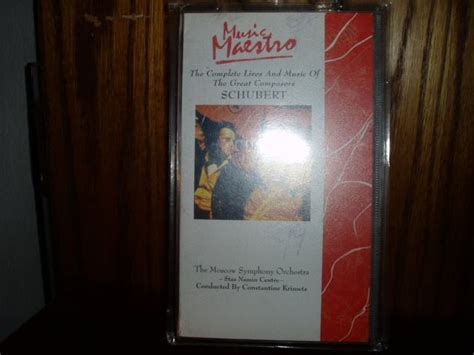 Music
Maestro
The Complete Lives And Music Of
The Great Composers
SCHUBERT
The Moscow Symphony Orchestra
- Stas Namin Centre -
Conducted By Constantine Krimets